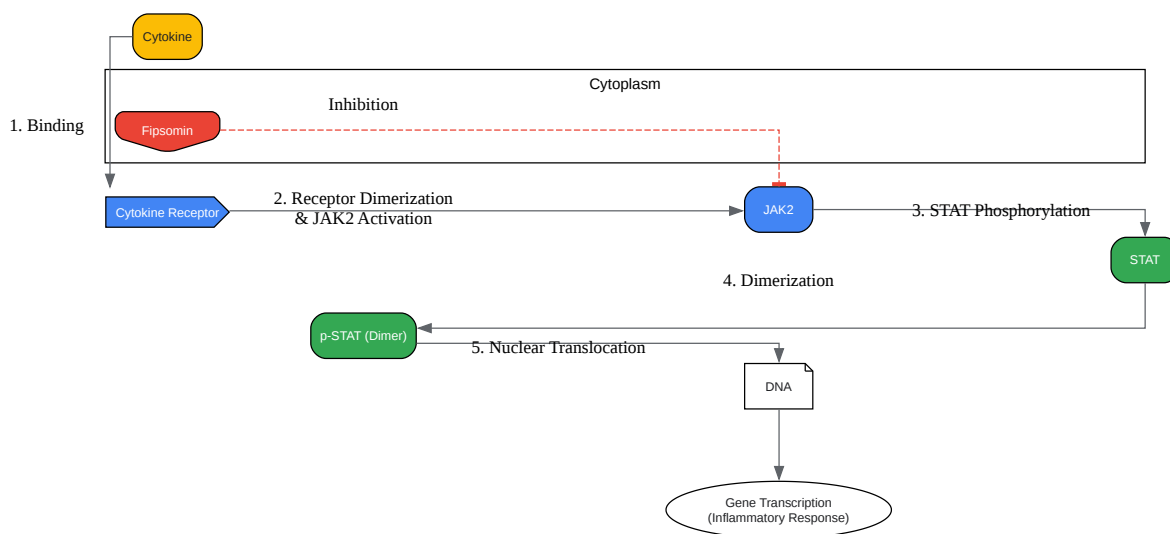 Cytokine
Cytoplasm
Inhibition
1. Binding
Fipsomin
2. Receptor Dimerization
& JAK2 Activation
Cytokine Receptor
JAK2
3. STAT Phosphorylation
STAT
4. Dimerization
p-STAT (Dimer)
5. Nuclear Translocation
DNA
Gene Transcription
(Inflammatory Response)